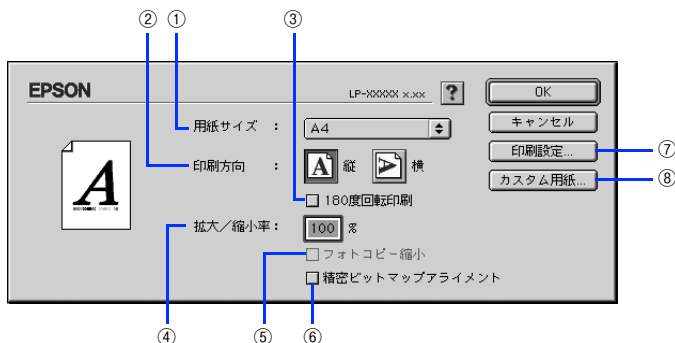 ② ① ③
EPSON
LP-XXXXX x.xx
?
OK
用紙サイズ :
A4
キャンセル
印刷方向 :
A 縦
A 横
印刷設定... ⑦
カスタム用紙... ⑧
A
180度回転印刷
拡大/縮小率:
100 %
フォトコピー縮小
精密ビットマップアライメント
④ ⑤ ⑥